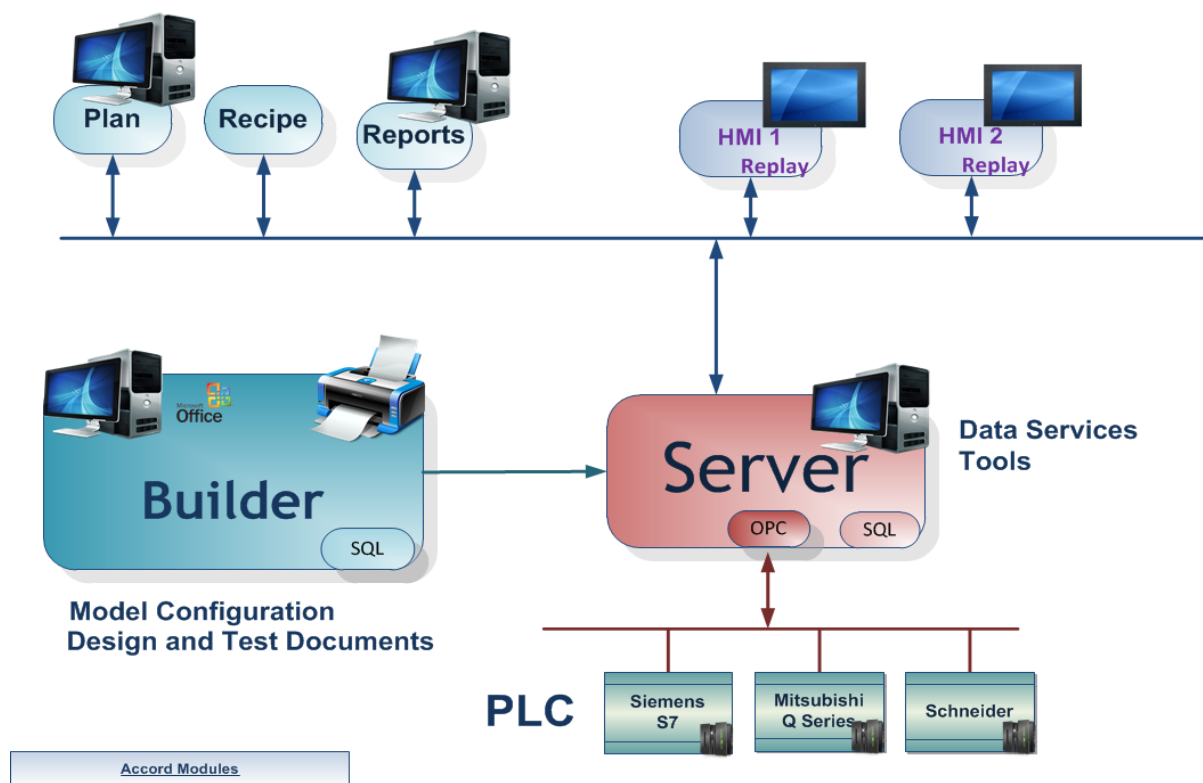 Plan
Recipe
Reports
HMI 1
Replay
HMI 2
Replay
Microsoft
Office
Builder
SQL
Server
OPC
SQL
Data Services
Tools
Model Configuration
Design and Test Documents
PLC
Siemens
S7
Mitsubishi
Q Series
Schneider
Accord Modules